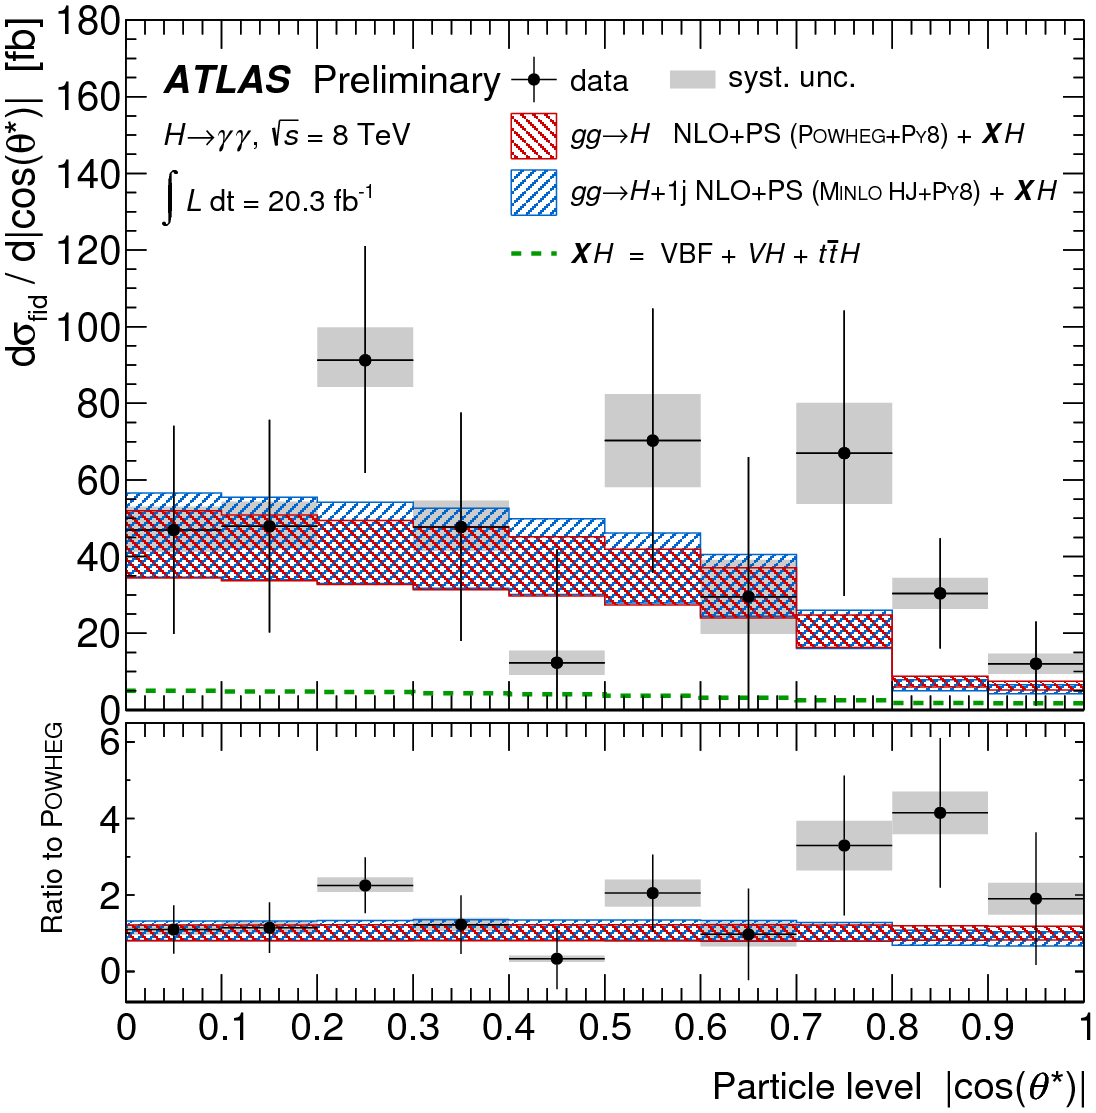 ATLAS Preliminary
H→γγ, √s = 8 TeV
∫ L dt = 20.3 fb⁻¹
data
syst. unc.
gg→H NLO+PS (POWHEG+PY8) + XH
gg→H+1j NLO+PS (MINLO HJ+PY8) + XH
XH = VBF + VH + tt̄H
dσfid / d|cos(θ*)| [fb]
180
160
140
120
100
80
60
40
20
0
Ratio to POWHEG
6
4
2
0
0 0.1 0.2 0.3 0.4 0.5 0.6 0.7 0.8 0.9 1
Particle level |cos(θ*)|